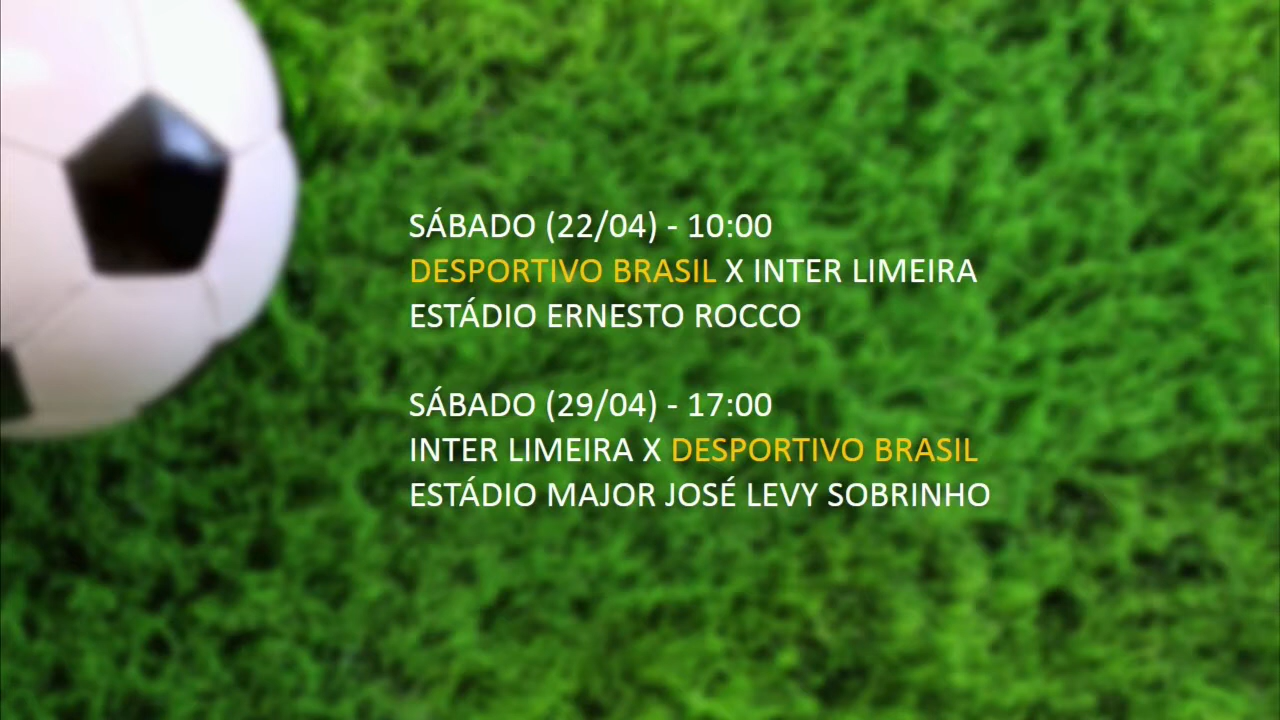 SÁBADO (22/04) - 10:00
DESPORTIVO BRASIL X INTER LIMEIRA
ESTÁDIO ERNESTO ROCCO
SÁBADO (29/04) - 17:00
INTER LIMEIRA X DESPORTIVO BRASIL
ESTÁDIO MAJOR JOSÉ LEVY SOBRINHO